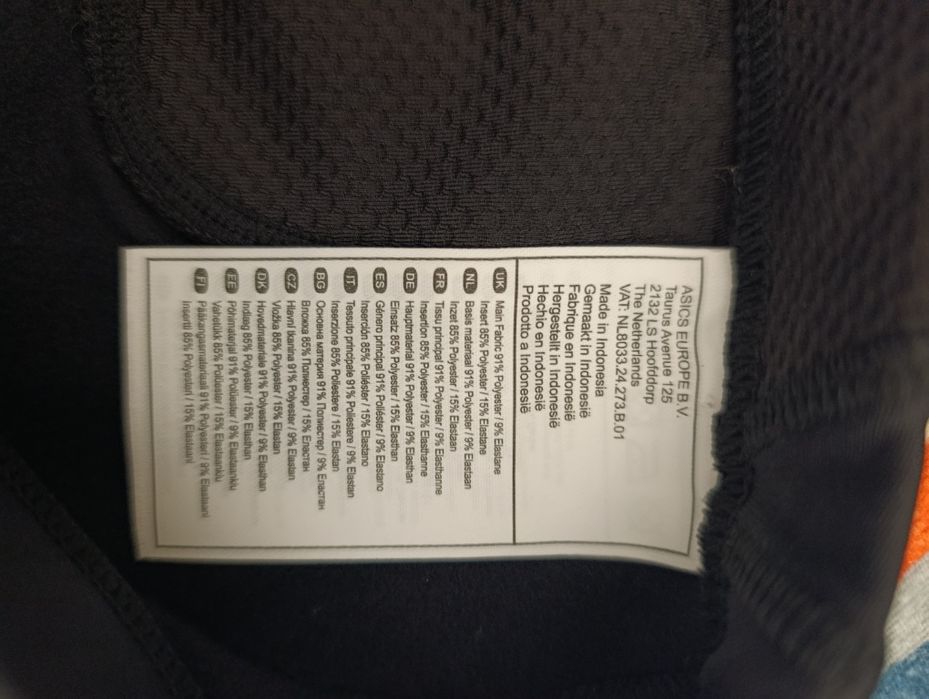 ASICS EUROPE B.V.
Taurus Avenue 125
2132 LS Hoofddorp
The Netherlands
VAT: NL8033.24.273.B.01
Made in Indonesia
Gemaakt in Indonesië
Fabrique en Indonesië
Hergestellt in Indonesië
Hecho en Indonesië
Prodotto a Indonesië
UK Main Fabric 91% Polyester / 9% Elastane
Insert 85% Polyester / 15% Elastane
NL Basis materiaal 91% Polyester / 9% Elastaan
Inzet 85% Polyester / 15% Elastaan
FR Tissu principal 91% Polyester / 9% Elasthanne
Insertion 85% Polyester / 15% Elasthanne
DE Hauptmaterial 91% Polyester / 9% Elasthan
Einsatz 85% Polyester / 15% Elasthan
ES Género principal 91% Poliéster / 9% Elastano
Inserción 85% Poliéster / 15% Elastano
IT Tessuto principale 91% Poliestere / 9% Elastan
Inserzione 85% Poliestere / 15% Elastan
BG Основна материя 91% Полиестер / 9% Еластан
Вложка 85% Полиестер / 15% Еластан
CZ Hlavní tkanina 91% Polyester / 9% Elastan
Vložka 85% Polyester / 15% Elastan
DK Hovedmateriale 91% Polyester / 9% Elasthan
Indlæg 85% Polyester / 15% Elasthan
EE Põhimaterjal 91% Polüester / 9% Elastaankiu
Vahetükk 85% Polüester / 15% Elastaankiu
FI Pääkangasmateriaali 91% Polyesteri / 9% Elastaani
Insertti 85% Polyesteri / 15% Elastaani